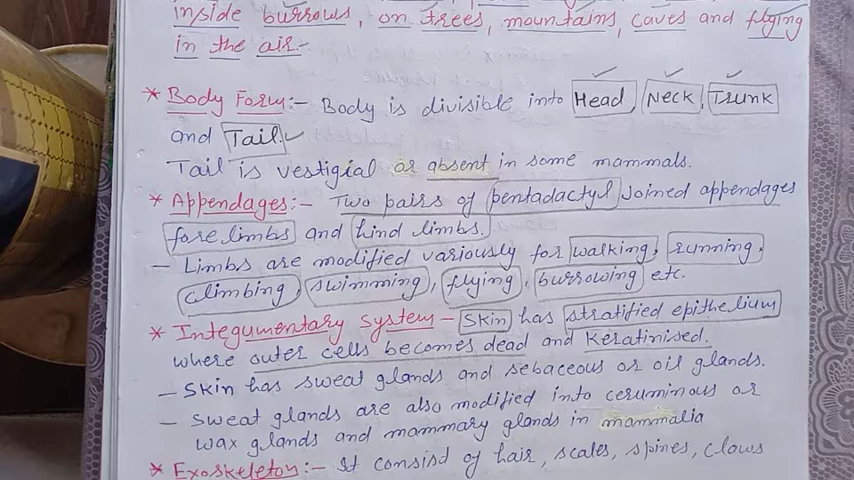 inside burrows, on trees, mountains, caves and flying
in the air-
* Body Form:- Body is divisible into Head, Neck, Trunk
and Tail.
Tail is vestigial or absent in some mammals.
* Appendages:- Two pairs of pentadactyl joined appendages
fore limbs and hind limbs.
- Limbs are modified variously for walking, running,
climbing, swimming, flying, burrowing etc.
* Integumentary System - Skin has stratified epithelium
where outer cells becomes dead and keratinised.
- Skin has sweat glands and sebaceous or oil glands.
- Sweat glands are also modified into ceruminous or
wax glands and mammary glands in mammalia
* Exoskeleton:- It consist of hair, scales, spines, clows